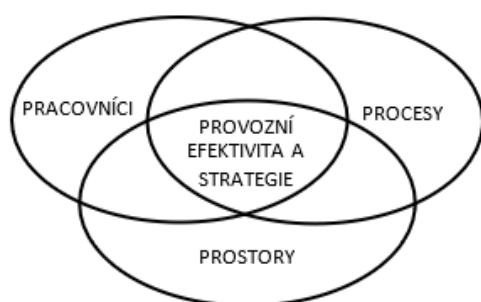 PRACOVNÍCI
PROCESY
PROVOZNÍ
EFEKTIVITA A
STRATEGIE
PROSTORY